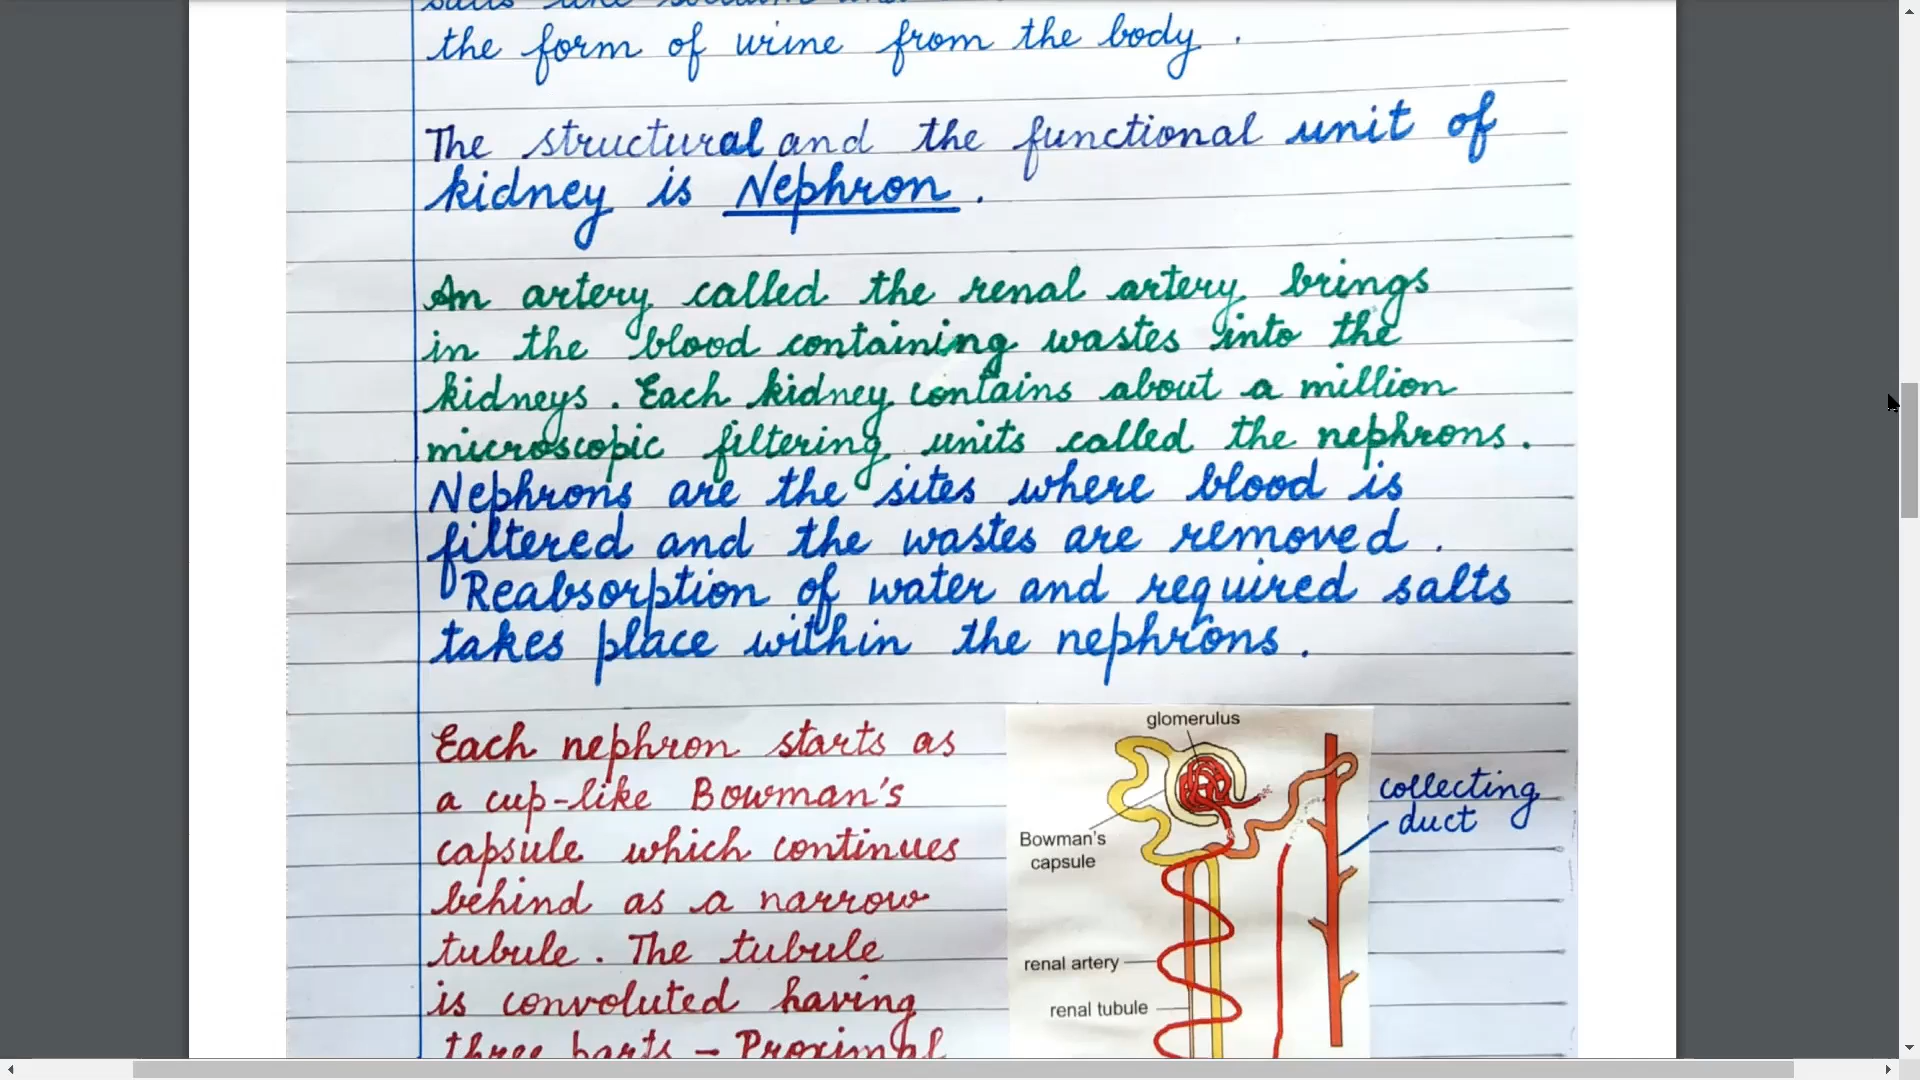 the form of urine from the body .
The structural and the functional unit of
kidney is Nephron .
An artery called the renal artery brings
in the blood containing wastes into the
kidneys . Each kidney contains about a million
microscopic filtering units called the nephrons .
Nephrons are the sites where blood is
filtered and the wastes are removed .
Reabsorption of water and required salts
takes place within the nephrons .
Each nephron starts as
a cup-like Bowman's
capsule which continues
behind as a narrow
tubule . The tubule
is convoluted having
three parts - Proximal
glomerulus
collecting
duct
Bowman's
capsule
renal artery
renal tubule